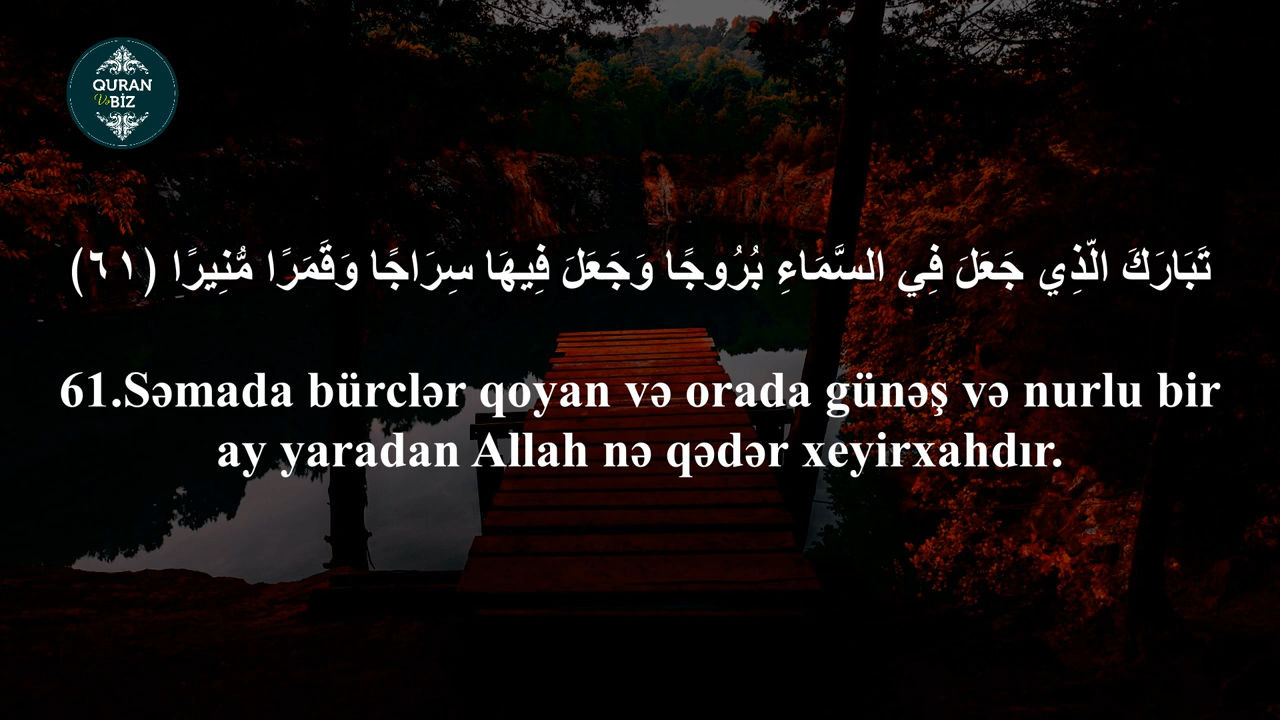 QURAN
Və BİZ
تَبَارَكَ الَّذِي جَعَلَ فِي السَّمَاءِ بُرُوجًا وَجَعَلَ فِيهَا سِرَاجًا وَقَمَرًا مُّنِيرًا (٦١)
61.Səmada bürclər qoyan və orada günəş və nurlu bir
ay yaradan Allah nə qədər xeyirxahdır.